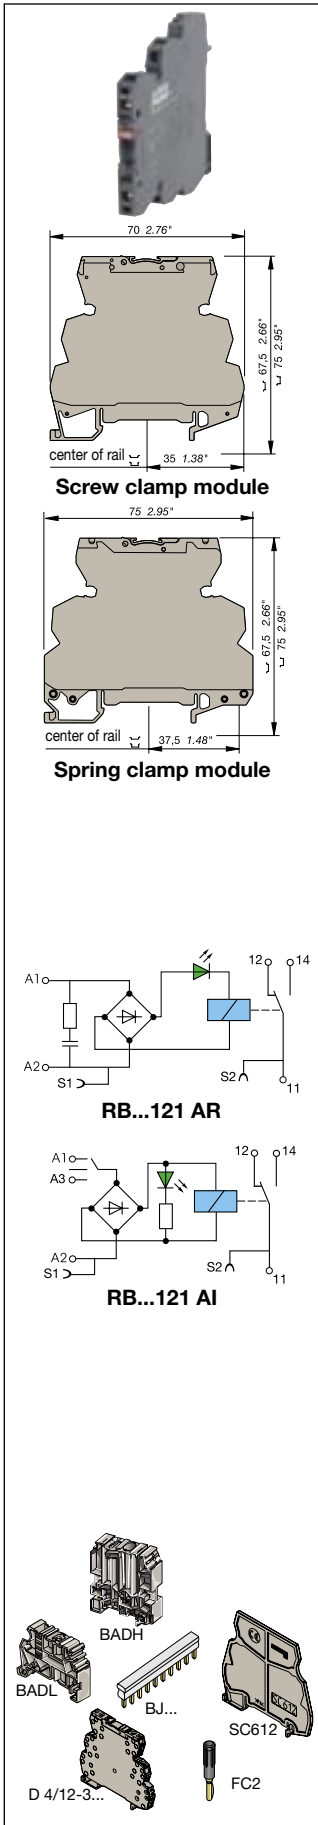 70 2.76"
67,5 2.66"
75 2.95"
center of rail
35 1.38"
Screw clamp module
75 2.95"
67,5 2.66"
75 2.95"
center of rail
37,5 1.48"
Spring clamp module
A1
12 14
A2
S1
S2
11
RB...121 AR
A1
12 14
A3
A2
S1
S2
11
RB...121 AI
BADH
BADL
BJ...
SC612
SC612
D 4/12-3...
FC2